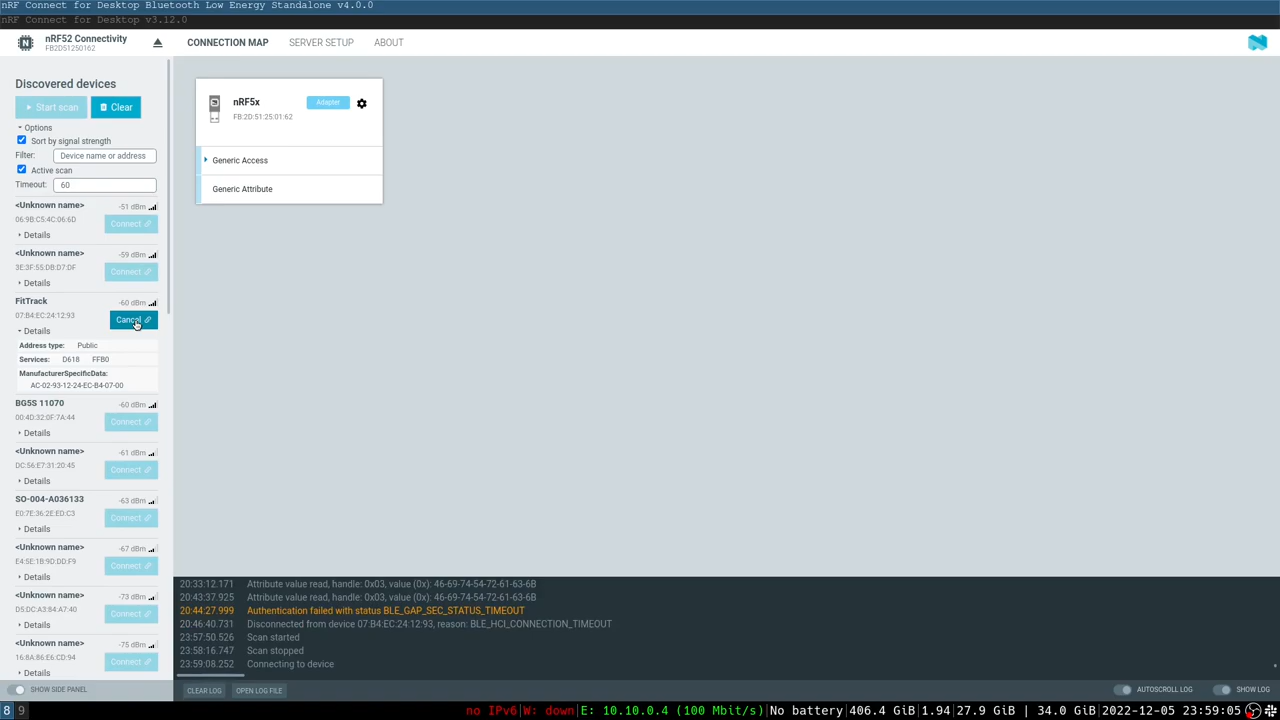 nRF Connect for Desktop Bluetooth Low Energy Standalone v4.0.0
nRF Connect for Desktop v3.12.0
nRF52 Connectivity
FB2D51250162
CONNECTION MAP
SERVER SETUP
ABOUT
Discovered devices
Start scan
Clear
Options
Sort by signal strength
Filter: Device name or address
Active scan
Timeout: 60
<Unknown name> -51 dBm
06:9B:C5:4C:06:6D
Connect
Details
<Unknown name> -59 dBm
3E:3F:55:DB:D7:DF
Connect
Details
FitTrack -60 dBm
07:B4:EC:24:12:93
Cancel
Details
Address type: Public
Services: D618 FFB0
ManufacturerSpecificData:
AC-02-93-12-24-EC-B4-07-00
BG5S 11070 -60 dBm
00:4D:32:0F:7A:44
Connect
Details
<Unknown name> -61 dBm
DC:56:E7:31:20:45
Connect
Details
SO-004-A036133 -63 dBm
E0:7E:36:2E:ED:C3
Connect
Details
<Unknown name> -67 dBm
E4:5E:1B:9D:DD:F9
Connect
Details
<Unknown name> -73 dBm
D5:DC:A3:84:A7:40
Connect
Details
<Unknown name> -75 dBm
16:8A:86:E6:CD:94
Connect
Details
SHOW SIDE PANEL
nRF5x
Adapter
FB:2D:51:25:01:62
Generic Access
Generic Attribute
20:33:12.171 Attribute value read, handle: 0x03, value (0x): 46-69-74-54-72-61-63-6B
20:43:37.925 Attribute value read, handle: 0x03, value (0x): 46-69-74-54-72-61-63-6B
20:44:27.999 Authentication failed with status BLE_GAP_SEC_STATUS_TIMEOUT
20:46:40.731 Disconnected from device 07:B4:EC:24:12:93, reason: BLE_HCI_CONNECTION_TIMEOUT
23:57:50.526 Scan started
23:58:16.747 Scan stopped
23:59:08.252 Connecting to device
CLEAR LOG
OPEN LOG FILE
AUTOSCROLL LOG
SHOW LOG
8 9
no IPv6|W: down|E: 10.10.0.4 (100 Mbit/s)|No battery|406.4 GiB|1.94|27.9 GiB | 34.0 GiB|2022-12-05 23:59:05